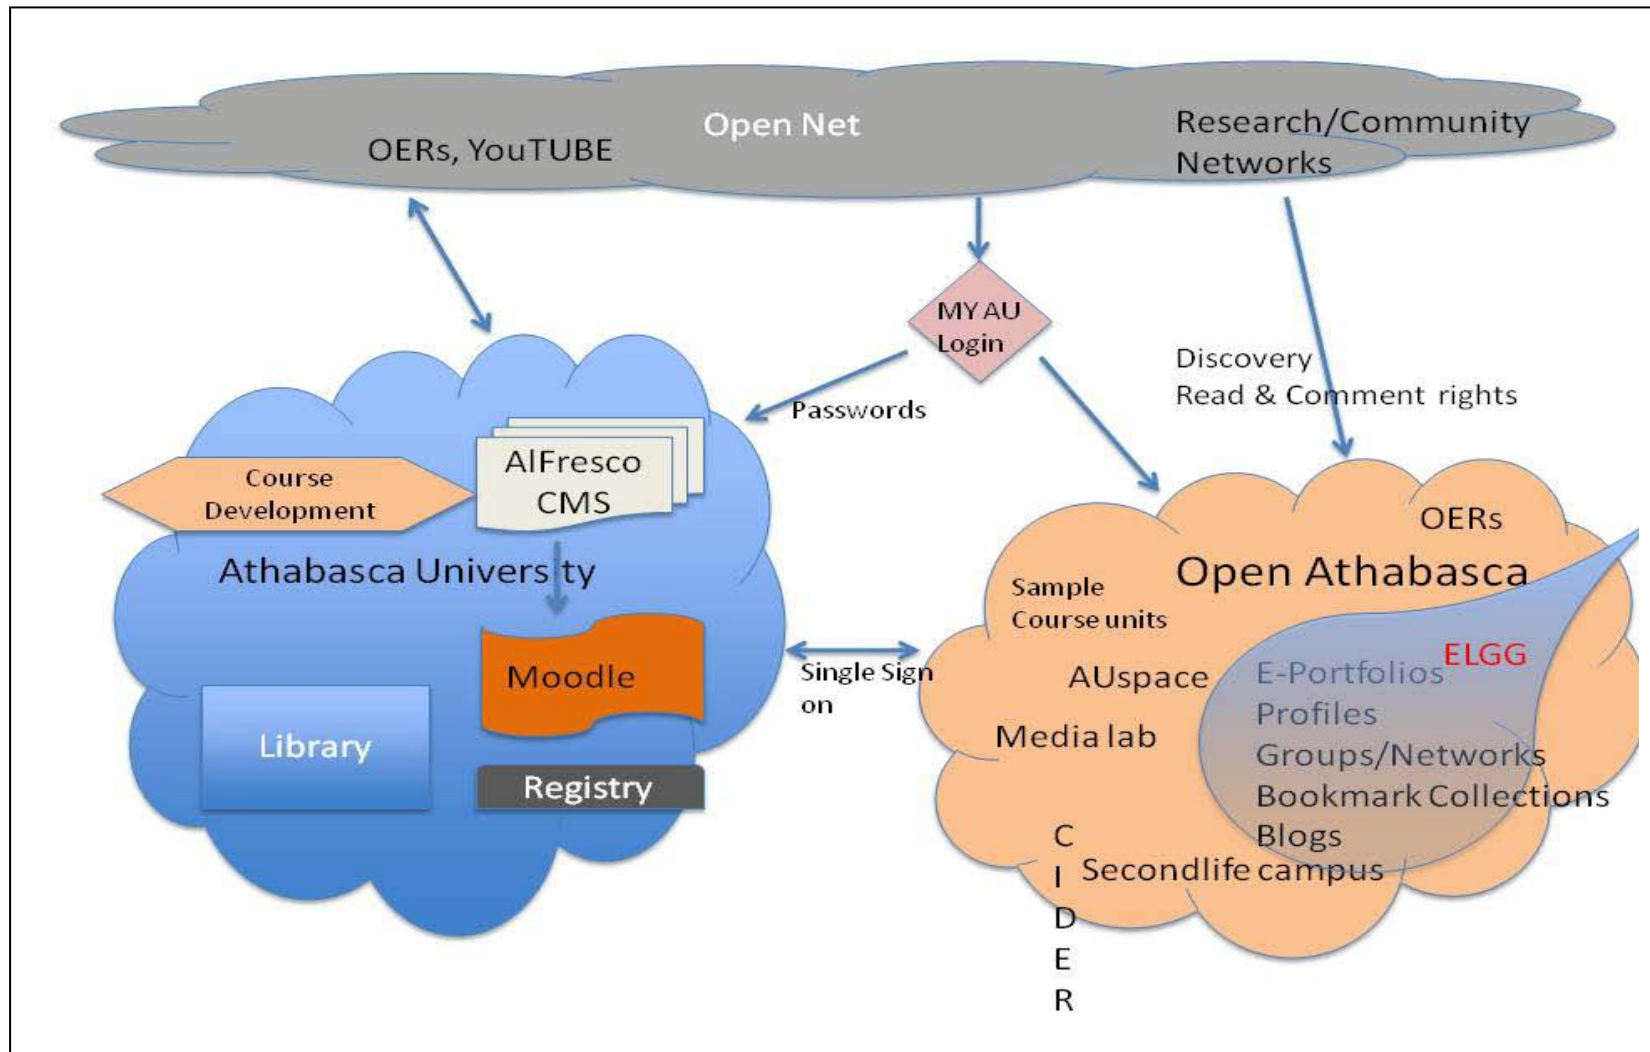 Open Net
OERs, YouTUBE
Research/Community
Networks
MY AU
Login
Discovery
Read & Comment rights
Passwords
AlFresco
CMS
Course
Development
Athabasca University
Moodle
Library
Registry
Single Sign
on
OERs
Open Athabasca
Sample
Course units
ELGG
AUspace
E-Portfolios
Profiles
Media lab
Groups/Networks
Bookmark Collections
Blogs
Secondlife campus
C
I
D
E
R